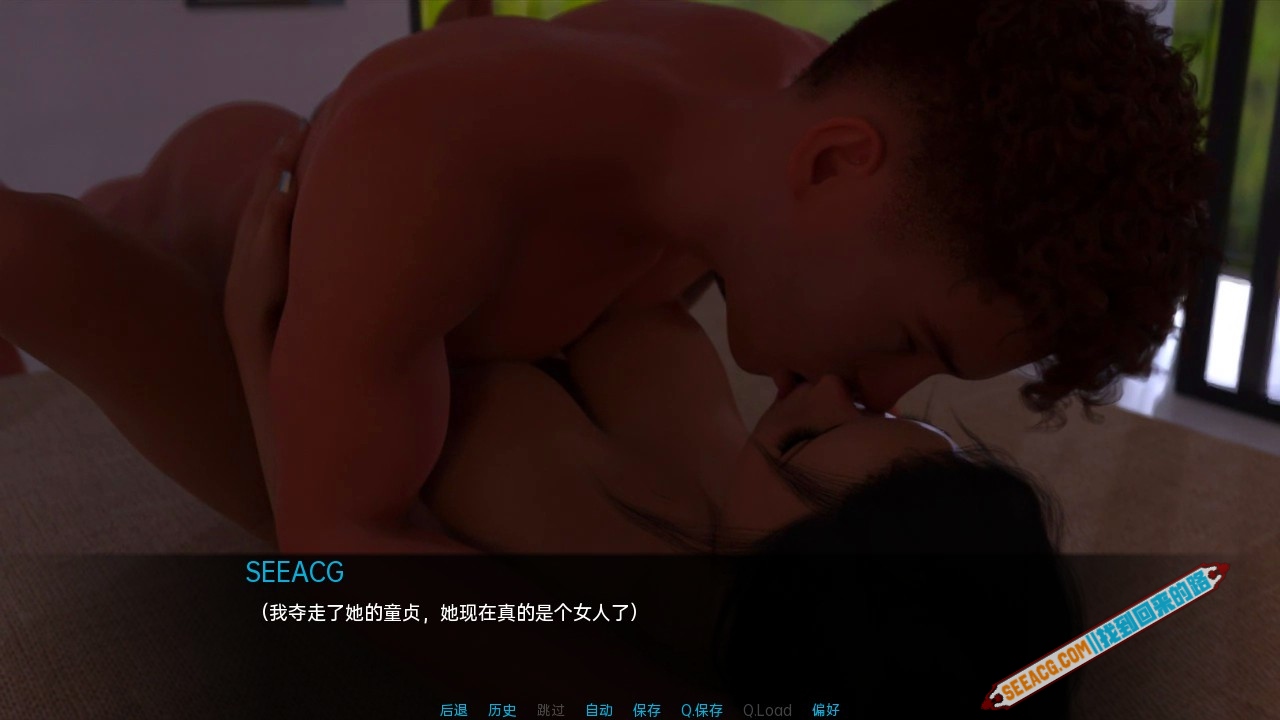 SEEACG
（我夺走了她的童贞，她现在真的是个女人了）
SEEACG.COM||找到回来的路
后退 历史 跳过 自动 保存 Q.保存 Q.Load 偏好